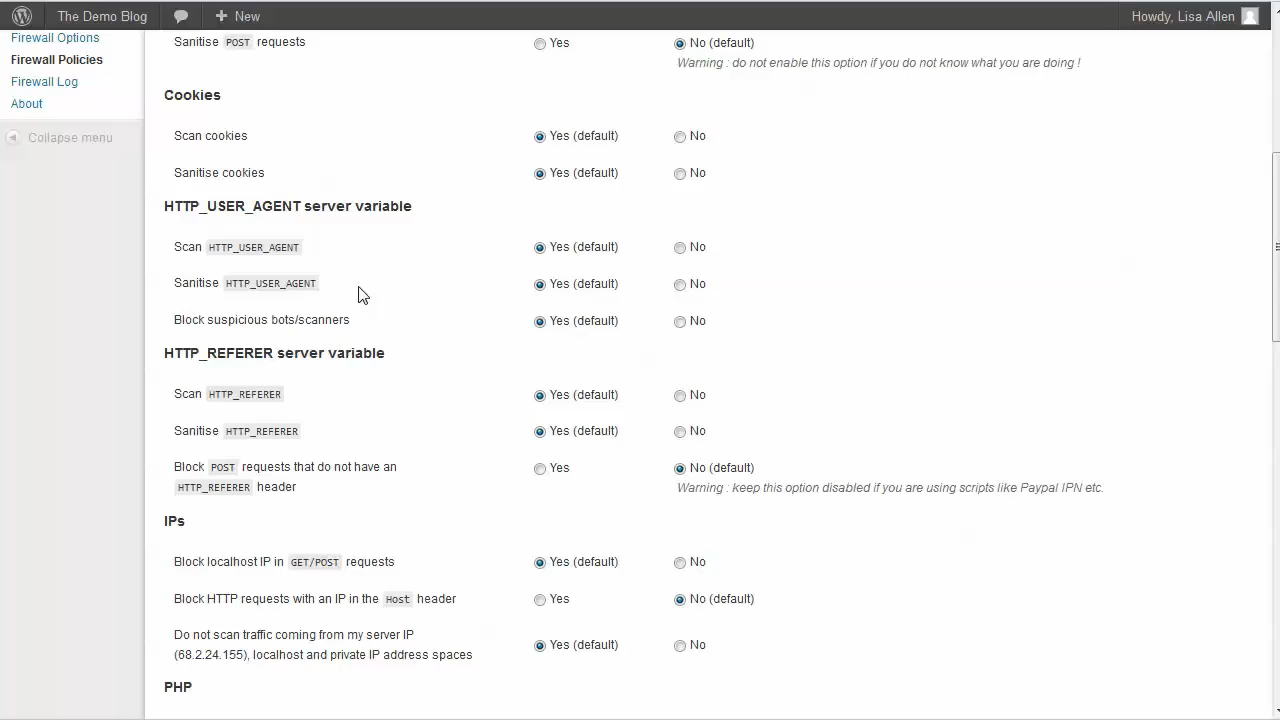 The Demo Blog New Howdy, Lisa Allen
Firewall Options
Firewall Policies
Firewall Log
About
Collapse menu
Sanitise POST requests Yes No (default)
Warning : do not enable this option if you do not know what you are doing !
Cookies
Scan cookies Yes (default) No
Sanitise cookies Yes (default) No
HTTP_USER_AGENT server variable
Scan HTTP_USER_AGENT Yes (default) No
Sanitise HTTP_USER_AGENT Yes (default) No
Block suspicious bots/scanners Yes (default) No
HTTP_REFERER server variable
Scan HTTP_REFERER Yes (default) No
Sanitise HTTP_REFERER Yes (default) No
Block POST requests that do not have an Yes No (default)
HTTP_REFERER header Warning : keep this option disabled if you are using scripts like Paypal IPN etc.
IPs
Block localhost IP in GET/POST requests Yes (default) No
Block HTTP requests with an IP in the Host header Yes No (default)
Do not scan traffic coming from my server IP
(68.2.24.155), localhost and private IP address spaces Yes (default) No
PHP